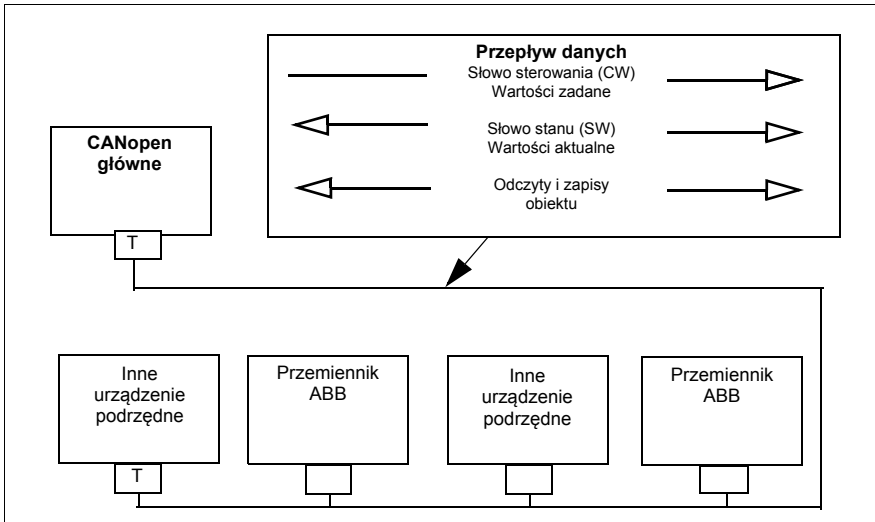 Przepływ danych
Słowo sterowania (CW)
Wartości zadane
Słowo stanu (SW)
Wartości aktualne
Odczyty i zapisy
obiektu
CANopen
główne
T
Inne
urządzenie
podrzędne
T
Przemiennik
ABB
Inne
urządzenie
podrzędne
Przemiennik
ABB